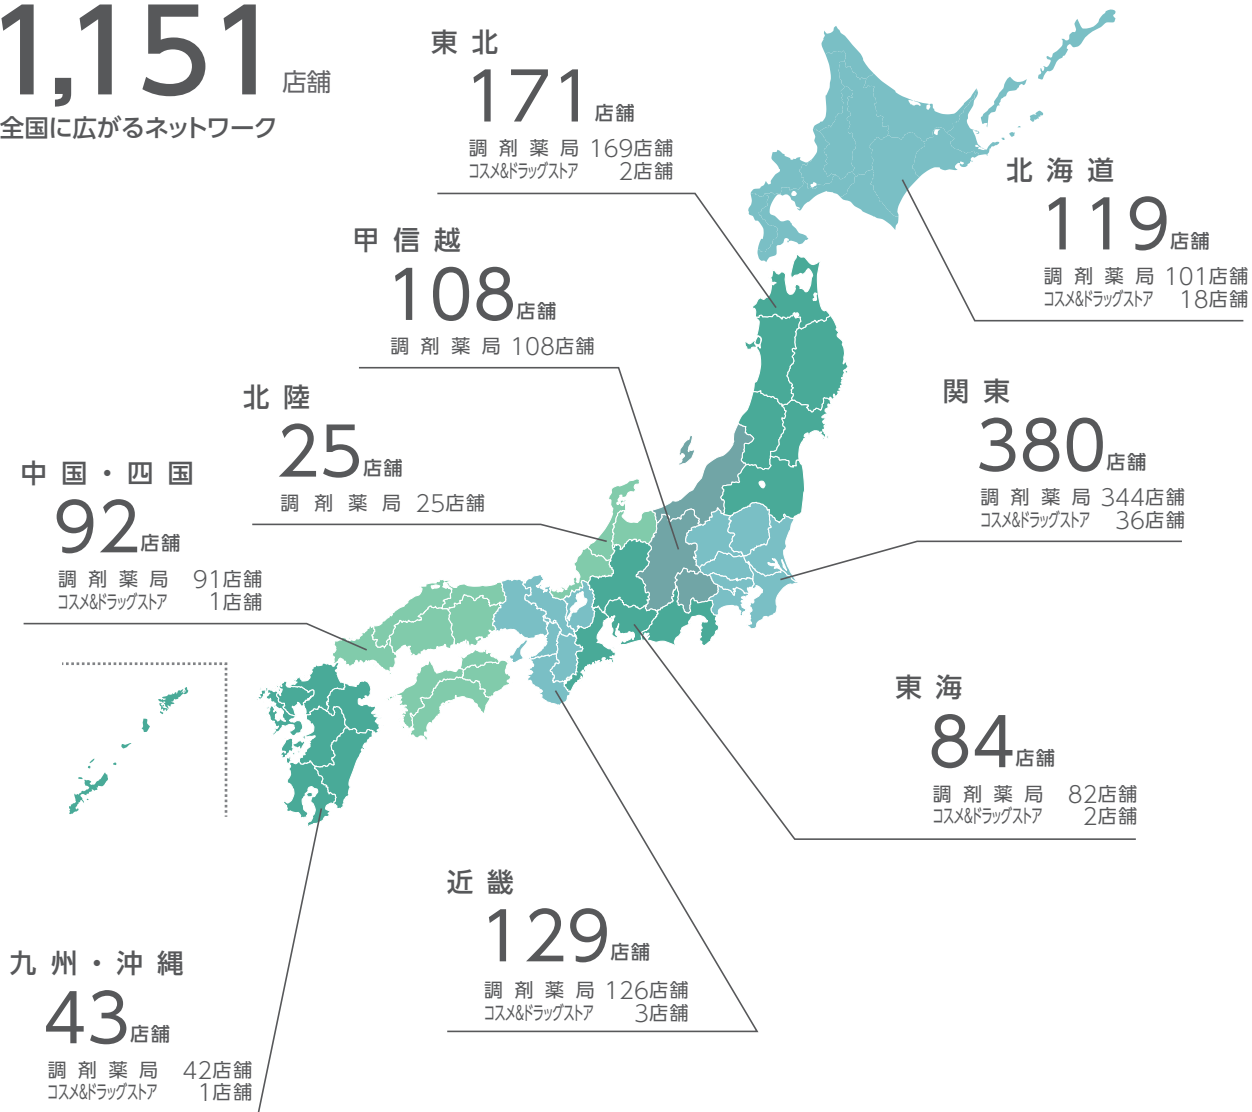 1,151店舗
全国に広がるネットワーク
東北
171店舗
調剤薬局 169店舗
コスメ&ドラッグストア 2店舗
北海道
119店舗
調剤薬局 101店舗
コスメ&ドラッグストア 18店舗
甲信越
108店舗
調剤薬局 108店舗
関東
380店舗
調剤薬局 344店舗
コスメ&ドラッグストア 36店舗
北陸
25店舗
調剤薬局 25店舗
中国・四国
92店舗
調剤薬局 91店舗
コスメ&ドラッグストア 1店舗
東海
84店舗
調剤薬局 82店舗
コスメ&ドラッグストア 2店舗
近畿
129店舗
調剤薬局 126店舗
コスメ&ドラッグストア 3店舗
九州・沖縄
43店舗
調剤薬局 42店舗
コスメ&ドラッグストア 1店舗